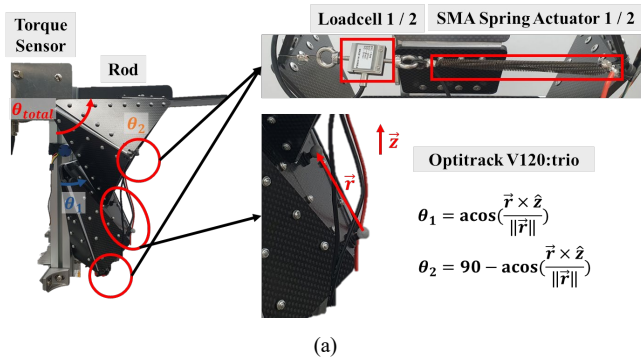 Torque
Sensor
Rod
Loadcell 1 / 2
SMA Spring Actuator 1 / 2
θtotal
θ2
θ1
z⃗
r⃗
Optitrack V120:trio
θ₁ = acos(r⃗ × ẑ / ‖r⃗‖)
θ₂ = 90 − acos(r⃗ × ẑ / ‖r⃗‖)
(a)